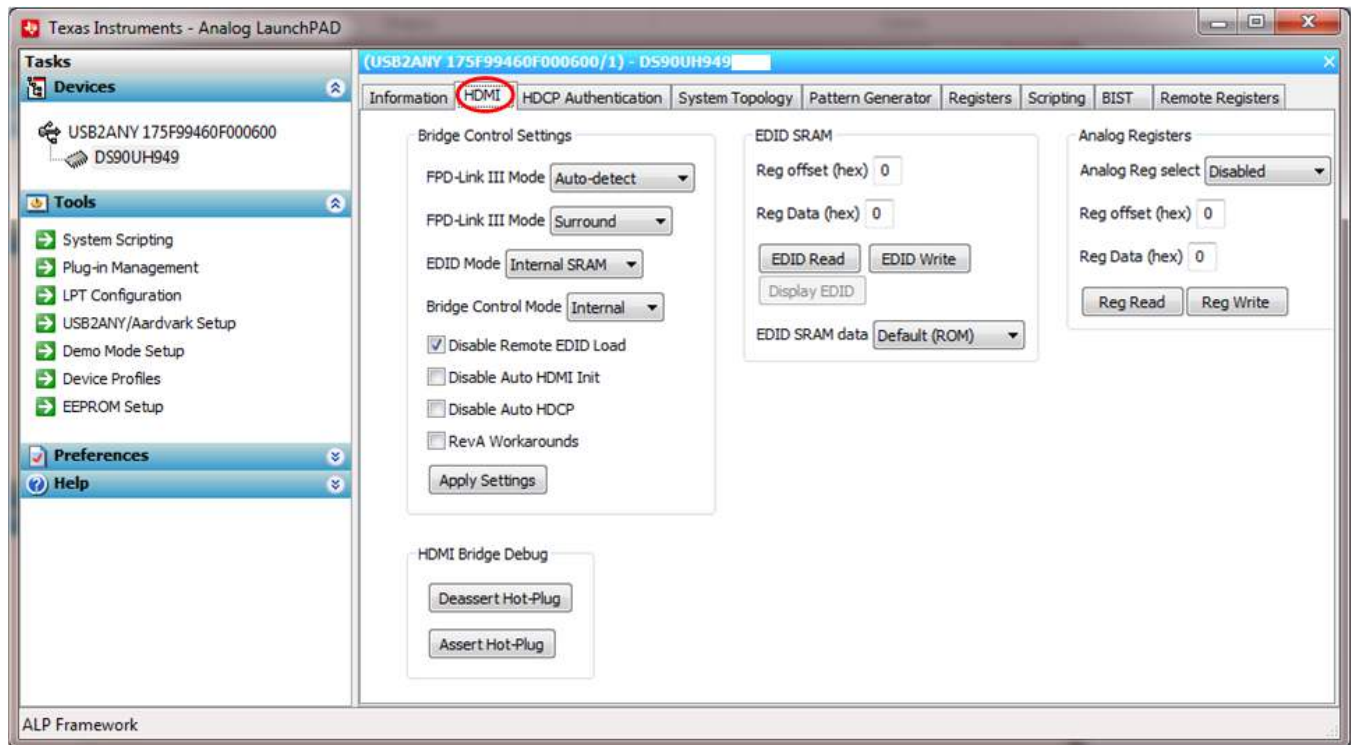 Texas Instruments - Analog LaunchPAD
Tasks
Devices
USB2ANY 175F99460F000600
DS90UH949
Tools
System Scripting
Plug-in Management
LPT Configuration
USB2ANY/Aardvark Setup
Demo Mode Setup
Device Profiles
EEPROM Setup
Preferences
Help
(USB2ANY 175F99460F000600/1) - DS90UH949
Information HDMI HDCP Authentication System Topology Pattern Generator Registers Scripting BIST Remote Registers
Bridge Control Settings
FPD-Link III Mode Auto-detect
FPD-Link III Mode Surround
EDID Mode Internal SRAM
Bridge Control Mode Internal
Disable Remote EDID Load
Disable Auto HDMI Init
Disable Auto HDCP
RevA Workarounds
Apply Settings
HDMI Bridge Debug
Deassert Hot-Plug
Assert Hot-Plug
EDID SRAM
Reg offset (hex) 0
Reg Data (hex) 0
EDID Read EDID Write
Display EDID
EDID SRAM data Default (ROM)
Analog Registers
Analog Reg select Disabled
Reg offset (hex) 0
Reg Data (hex) 0
Reg Read Reg Write
ALP Framework